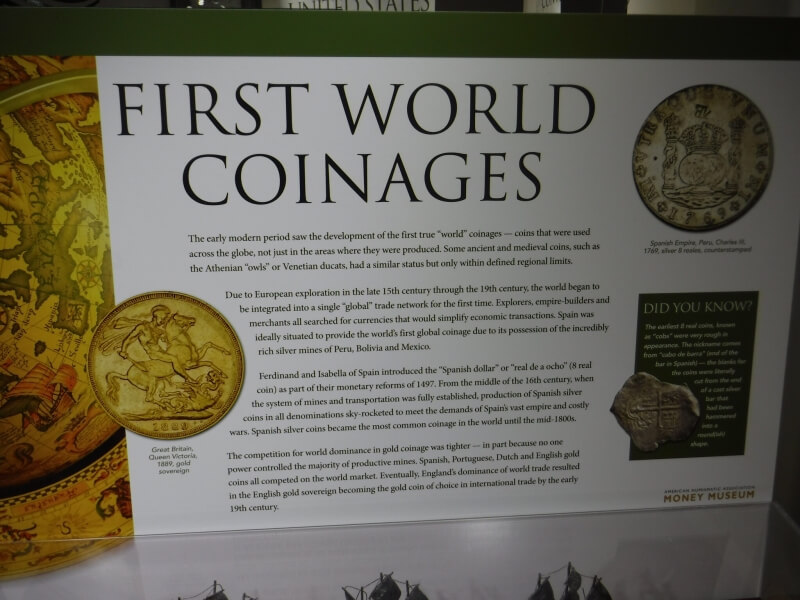 UNITED STATES
FIRST WORLD
COINAGES
The early modern period saw the development of the first true “world” coinages — coins that were used
across the globe, not just in the areas where they were produced. Some ancient and medieval coins, such as
the Athenian “owls” or Venetian ducats, had a similar status but only within defined regional limits.
Due to European exploration in the late 15th century through the 19th century, the world began to
be integrated into a single “global” trade network for the first time. Explorers, empire-builders and
merchants all searched for currencies that would simplify economic transactions. Spain was
ideally situated to provide the world's first global coinage due to its possession of the incredibly
rich silver mines of Peru, Bolivia and Mexico.
Ferdinand and Isabella of Spain introduced the “Spanish dollar” or “real de a ocho” (8 real
coin) as part of their monetary reforms of 1497. From the middle of the 16th century, when
the system of mines and transportation was fully established, production of Spanish silver
coins in all denominations sky-rocketed to meet the demands of Spain's vast empire and costly
wars. Spanish silver coins became the most common coinage in the world until the mid-1800s.
The competition for world dominance in gold coinage was tighter — in part because no one
power controlled the majority of productive mines. Spanish, Portuguese, Dutch and English gold
coins all competed on the world market. Eventually, England's dominance of world trade resulted
in the English gold sovereign becoming the gold coin of choice in international trade by the early
19th century.
1889
Great Britain,
Queen Victoria,
1889, gold
sovereign
VTRAQUE VNUM
1769
Spanish Empire, Peru, Charles III,
1769, silver 8 reales, counterstamped
DID YOU KNOW?
The earliest 8 real coins, known
as “cobs” were very rough in
appearance. The nickname comes
from “cabo de barra” (end of the
bar in Spanish) — the blanks for
the coins were literally
cut from the end
of a cast silver
bar that
had been
hammered
into a
round(ish)
shape.
AMERICAN NUMISMATIC ASSOCIATION
MONEY MUSEUM